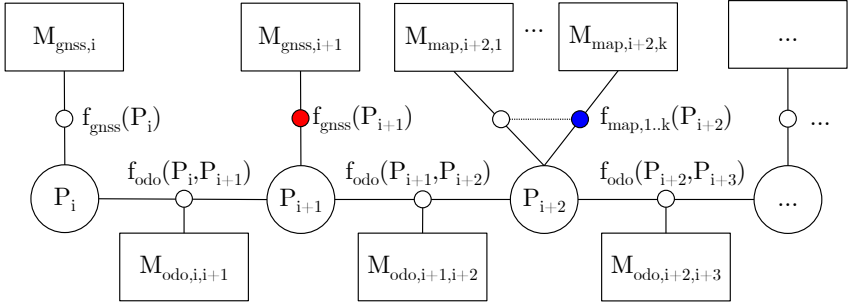 M_gnss,i
M_gnss,i+1
M_map,i+2,1
...
M_map,i+2,k
...
f_gnss(P_i)
f_gnss(P_i+1)
f_map,1..k(P_i+2)
...
f_odo(P_i,P_i+1)
f_odo(P_i+1,P_i+2)
f_odo(P_i+2,P_i+3)
P_i
P_i+1
P_i+2
...
M_odo,i,i+1
M_odo,i+1,i+2
M_odo,i+2,i+3